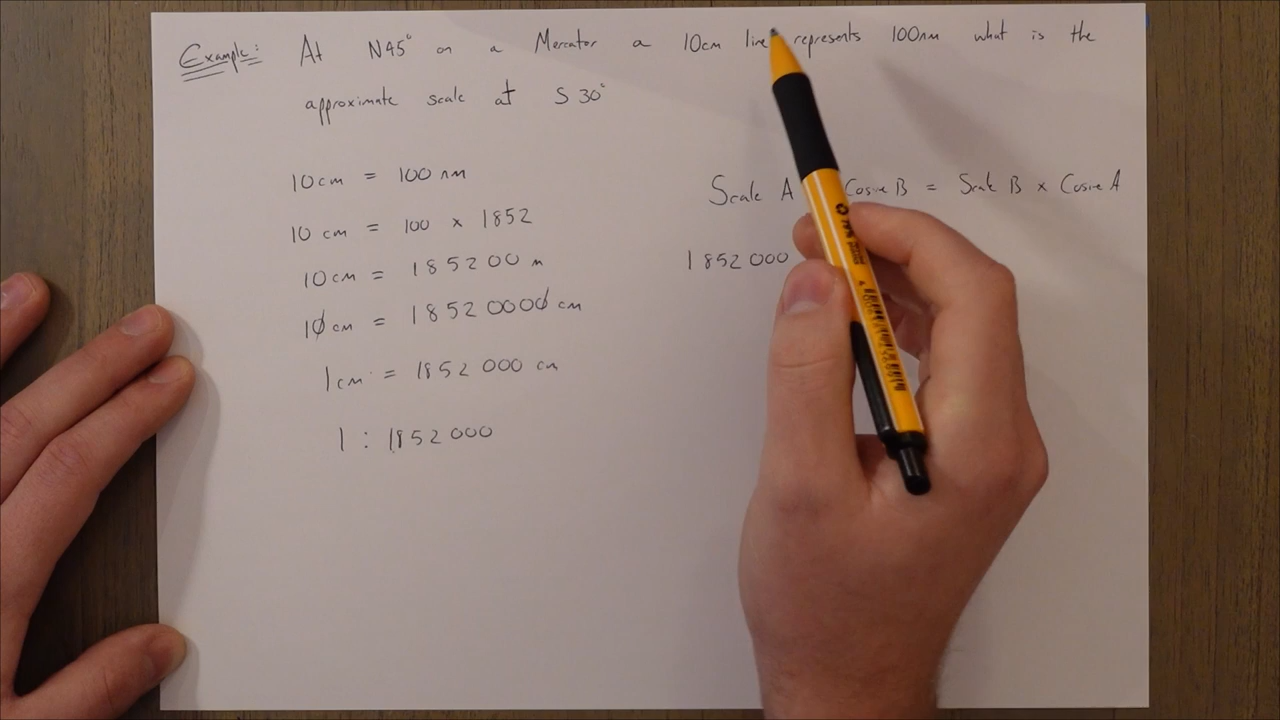 Example: At N45° on a Mercator a 10cm line represents 100nm what is the
approximate scale at S 30°
10cm = 100 nm
10 cm = 100 x 1852
10cm = 185200 m
10cm = 18520000 cm
1cm = 1852 000 cm
1 : 1852 000
Scale A Cosine B = Scale B x Cosine A
1852 000